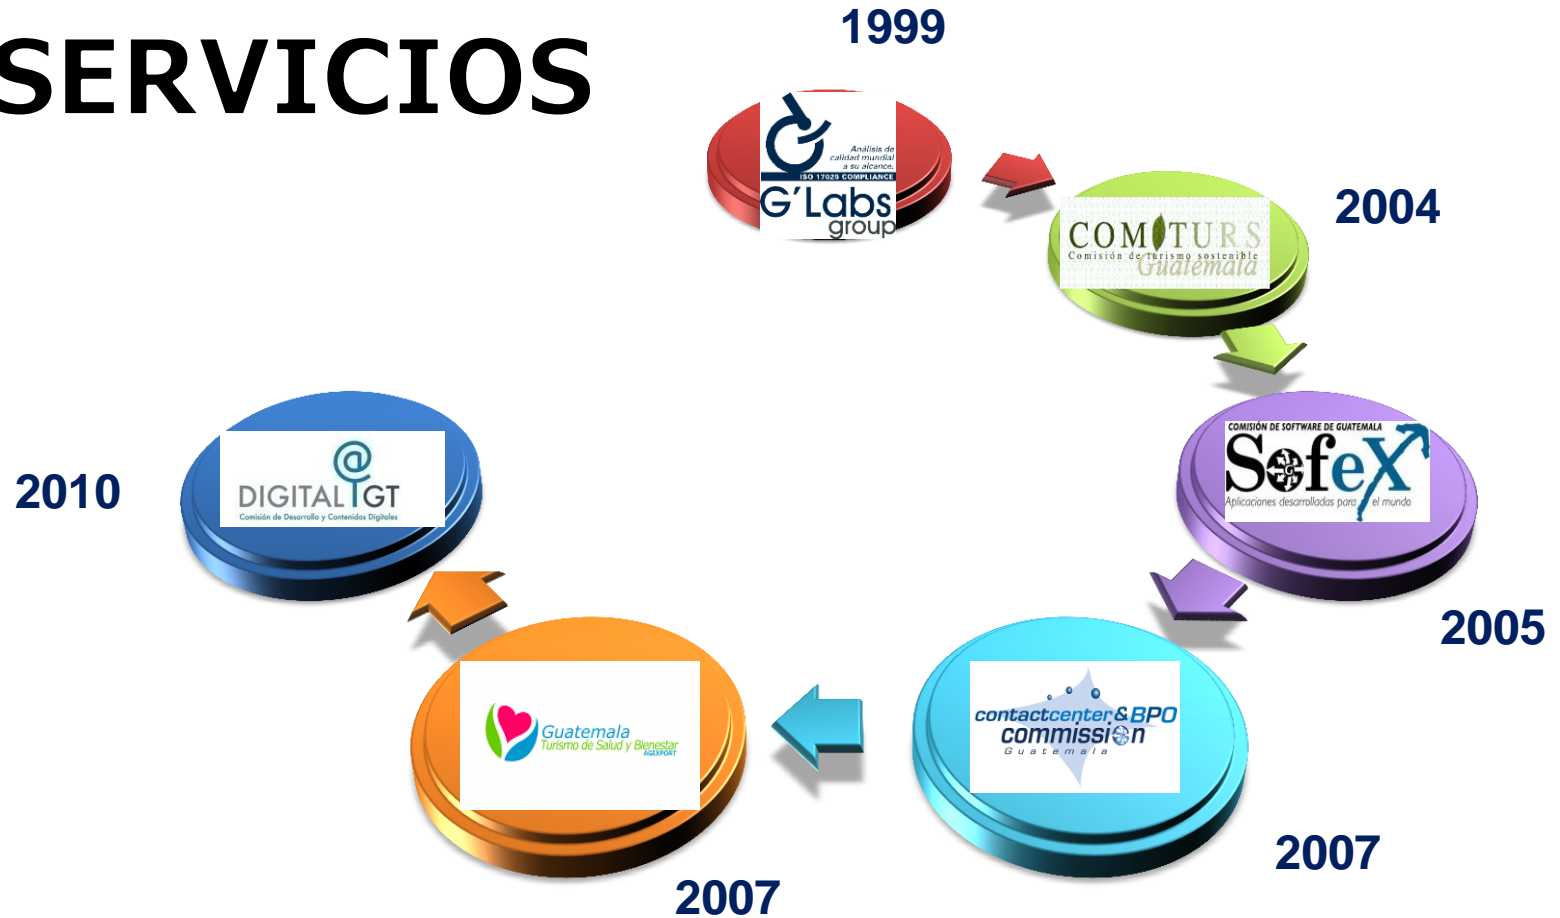 SERVICIOS
1999
Análisis de
calidad mundial
a su alcance.
ISO 17025 COMPLIANCE
G'Labs
group
2004
COMITURS
Comisión de turismo sostenible
Guatemala
COMISIÓN DE SOFTWARE DE GUATEMALA
SofeX
Aplicaciones desarrolladas para el mundo
2005
contactcenter&BPO
commission
Guatemala
2007
Guatemala
Turismo de Salud y Bienestar
AGEXPORT
2007
DIGITAL@GT
Comisión de Desarrollo y Contenidos Digitales
2010